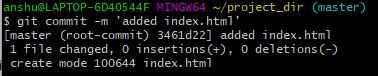 anshu@LAPTOP-6D40544F MINGW64 ~/project_dir (master)
$ git commit -m 'added index.html'
[master (root-commit) 3461d22] added index.html
 1 file changed, 0 insertions(+), 0 deletions(-)
 create mode 100644 index.html